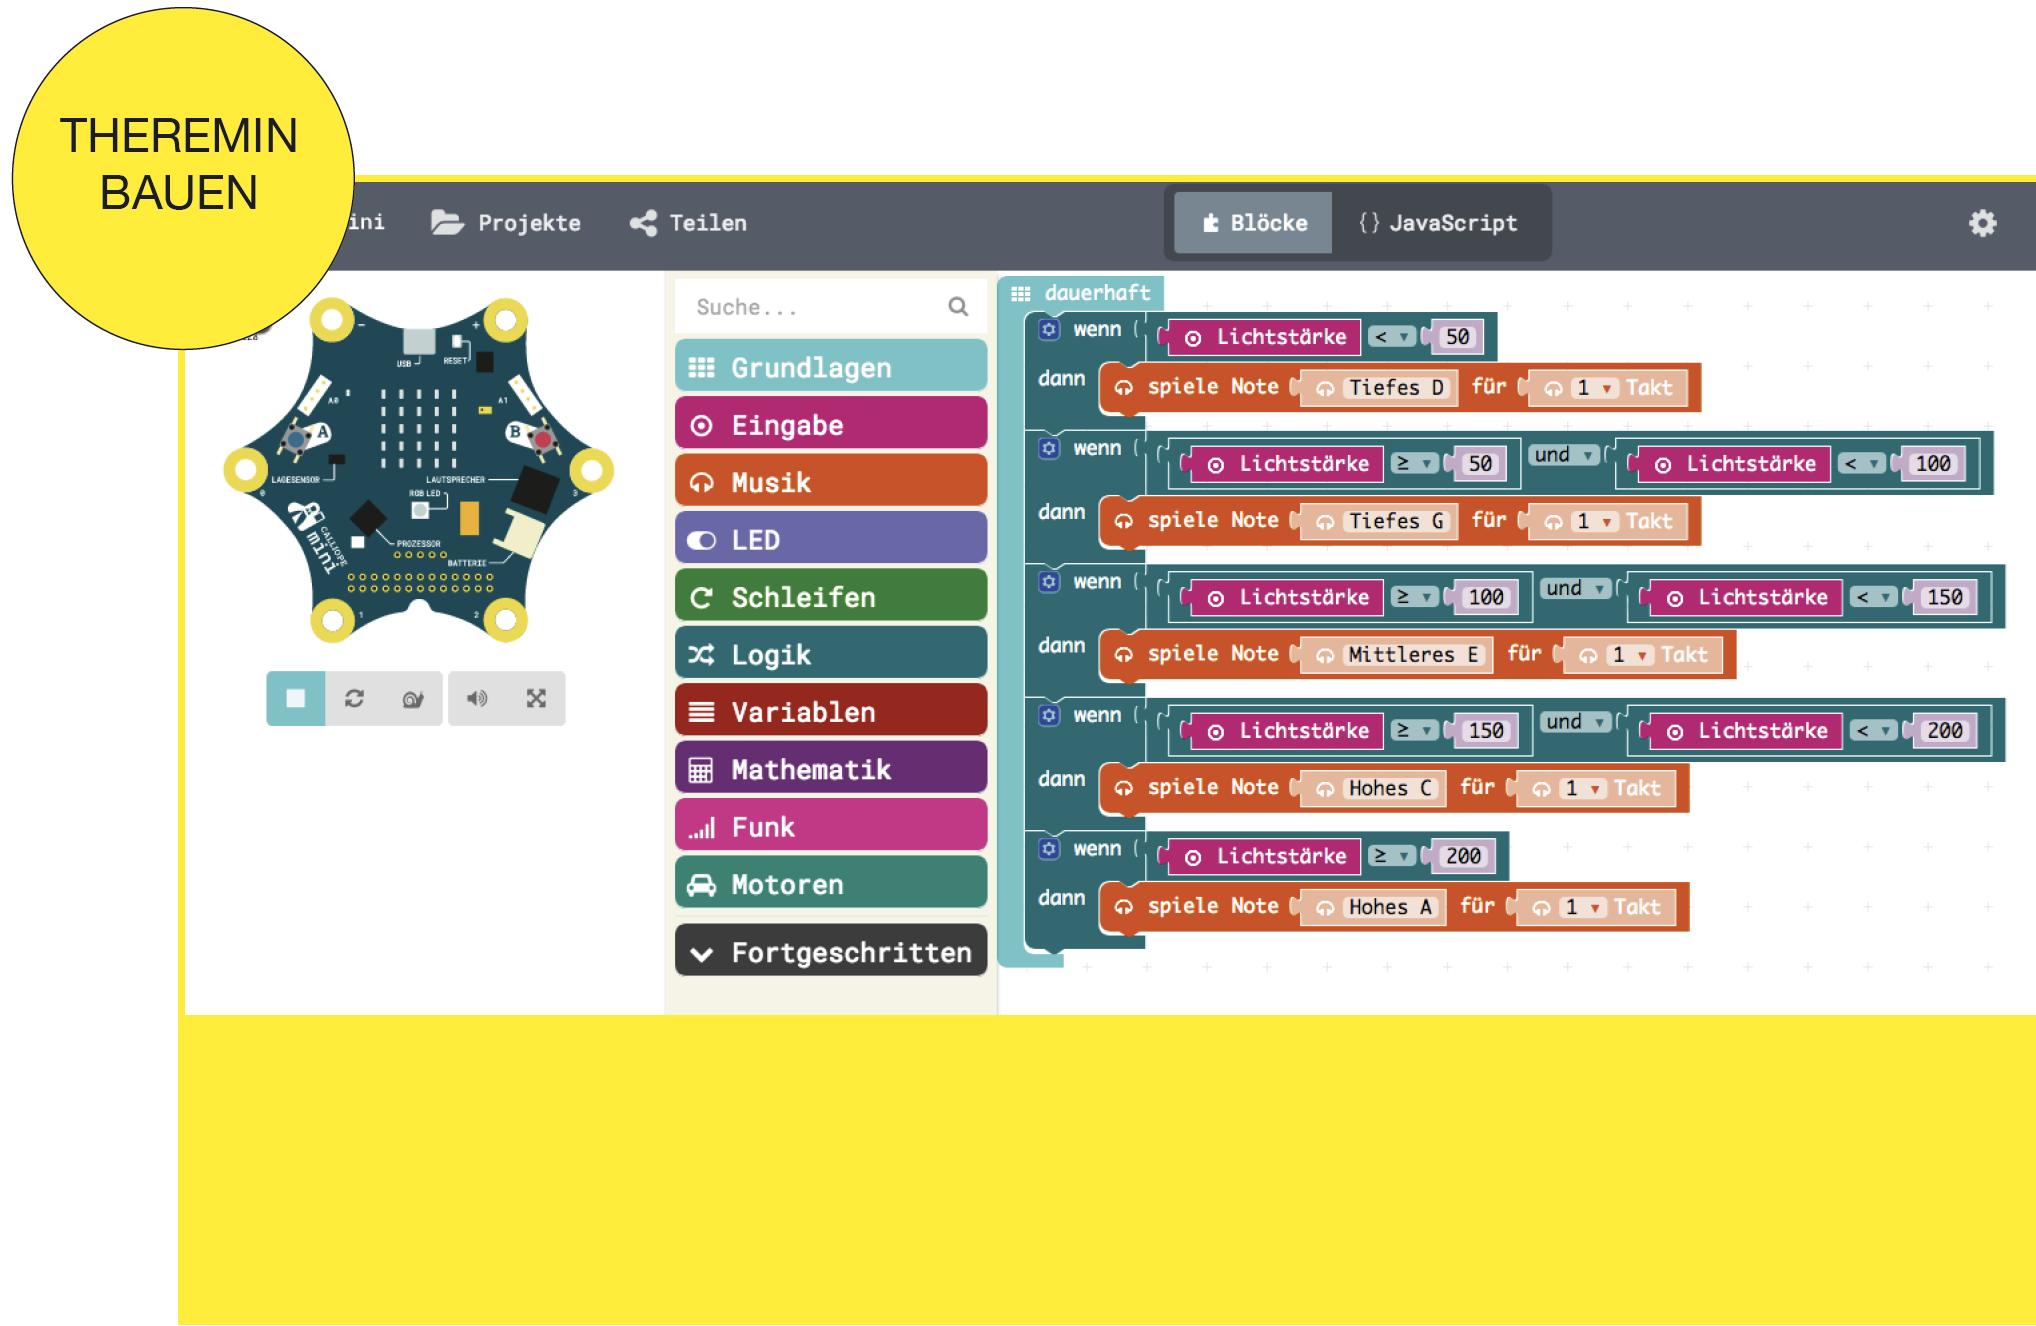 THEREMIN
BAUEN
ini
Projekte
Teilen
Blöcke
{} JavaScript
USB
RESET
A0
A1
A
B
LAGESENSOR
LAUTSPRECHER
RGB LED
0
3
CALLIOPE
mini
PROZESSOR
BATTERIE
1
2
Suche...
Grundlagen
Eingabe
Musik
LED
Schleifen
Logik
Variablen
Mathematik
Funk
Motoren
Fortgeschritten
dauerhaft
wenn Lichtstärke < 50
dann spiele Note Tiefes D für 1 Takt
wenn Lichtstärke ≥ 50 und Lichtstärke < 100
dann spiele Note Tiefes G für 1 Takt
wenn Lichtstärke ≥ 100 und Lichtstärke < 150
dann spiele Note Mittleres E für 1 Takt
wenn Lichtstärke ≥ 150 und Lichtstärke < 200
dann spiele Note Hohes C für 1 Takt
wenn Lichtstärke ≥ 200
dann spiele Note Hohes A für 1 Takt